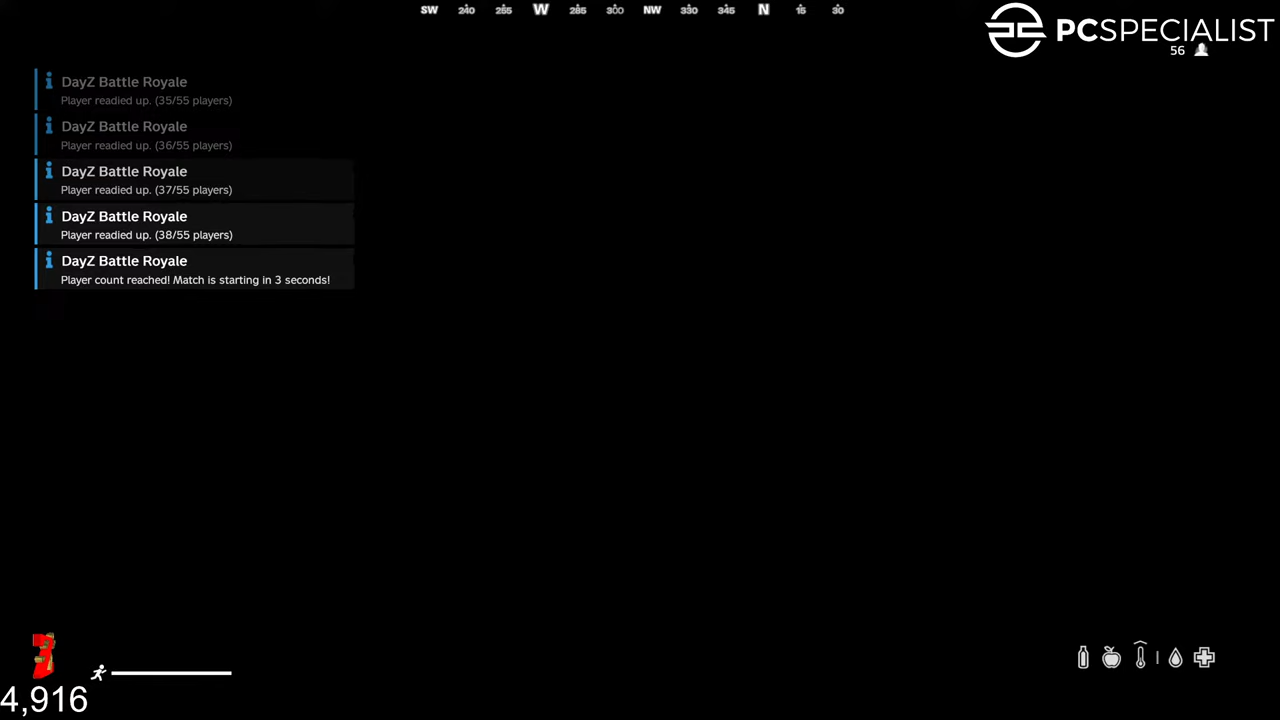 SW 240 255 W 285 300 NW 330 345 N 15 30
PCSPECIALIST
56
DayZ Battle Royale
Player readied up. (35/55 players)
DayZ Battle Royale
Player readied up. (36/55 players)
DayZ Battle Royale
Player readied up. (37/55 players)
DayZ Battle Royale
Player readied up. (38/55 players)
DayZ Battle Royale
Player count reached! Match is starting in 3 seconds!
4,916